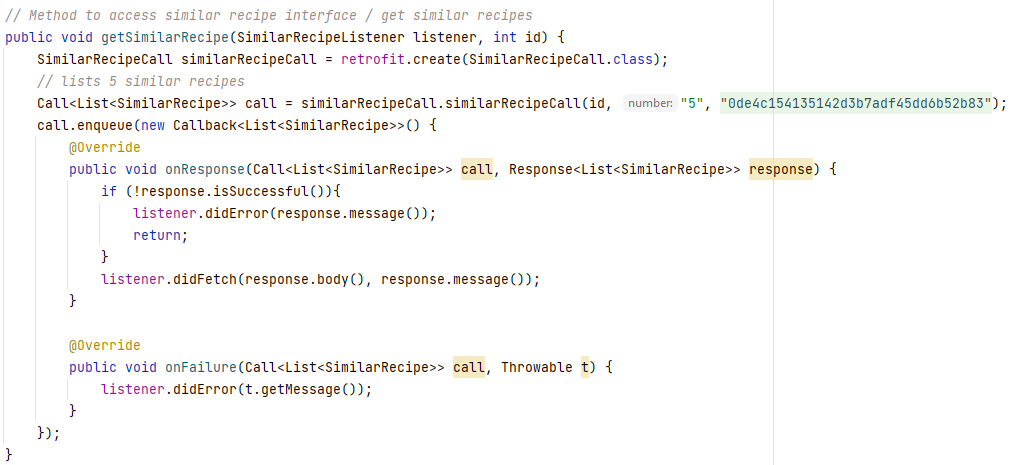 // Method to access similar recipe interface / get similar recipes
public void getSimilarRecipe(SimilarRecipeListener listener, int id) {
    SimilarRecipeCall similarRecipeCall = retrofit.create(SimilarRecipeCall.class);
    // lists 5 similar recipes
    Call<List<SimilarRecipe>> call = similarRecipeCall.similarRecipeCall(id, number: "5", "0de4c154135142d3b7adf45dd6b52b83");
    call.enqueue(new Callback<List<SimilarRecipe>>() {
        @Override
        public void onResponse(Call<List<SimilarRecipe>> call, Response<List<SimilarRecipe>> response) {
            if (!response.isSuccessful()){
                listener.didError(response.message());
                return;
            }
            listener.didFetch(response.body(), response.message());
        }

        @Override
        public void onFailure(Call<List<SimilarRecipe>> call, Throwable t) {
            listener.didError(t.getMessage());
        }
    });
}